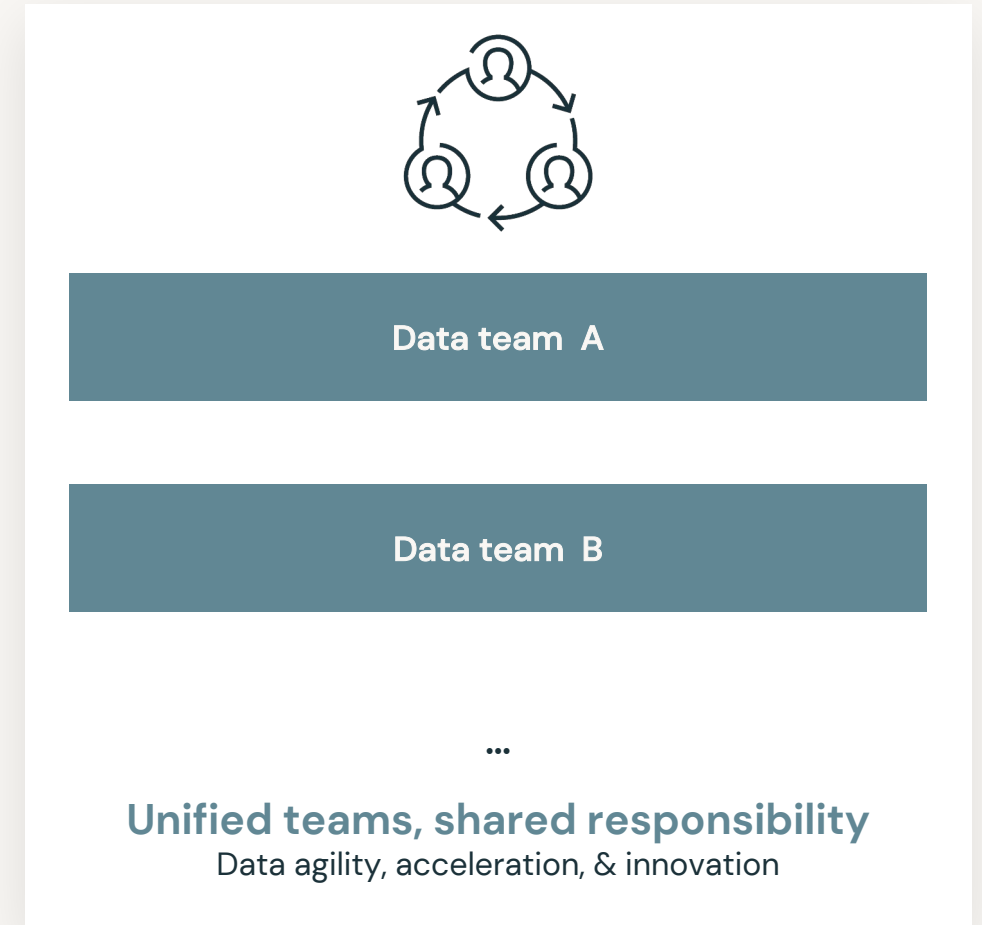 Data team  A
Data team  B
...
Unified teams, shared responsibility
Data agility, acceleration, & innovation